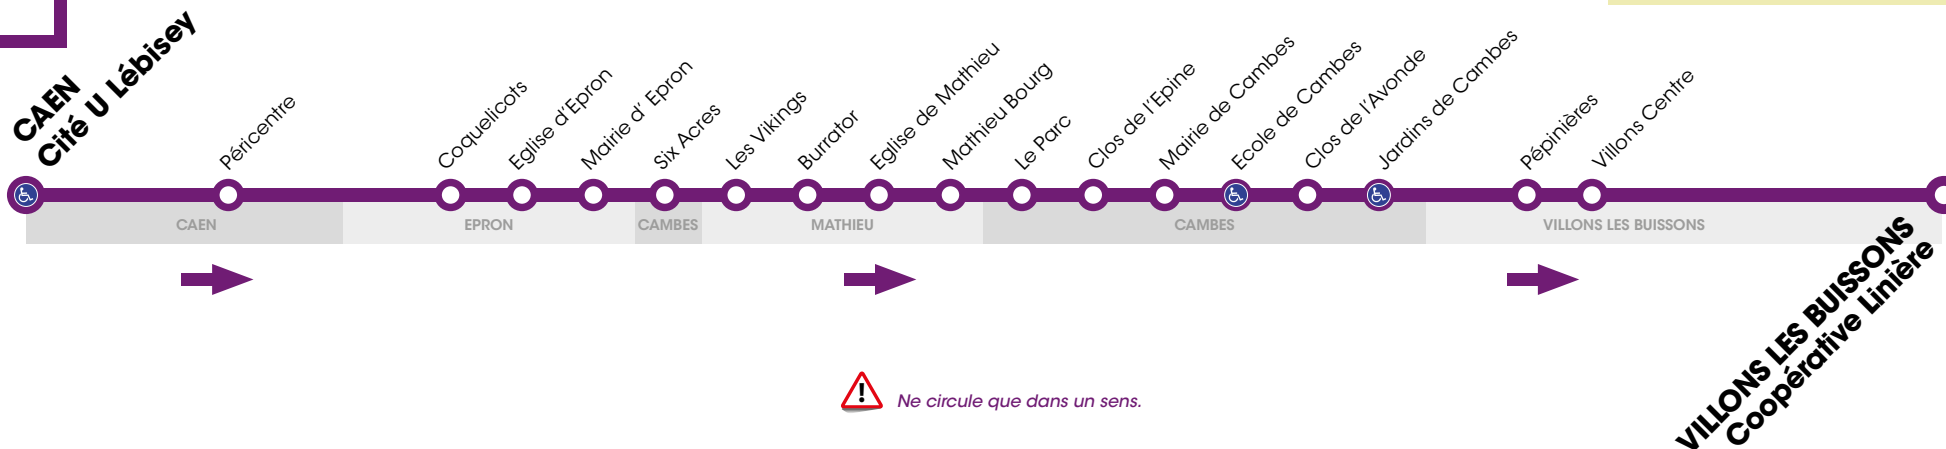 CAEN
Cité U Lébisey
Péricentre
Coquelicots
Eglise d'Epron
Mairie d' Epron
Six Acres
Les Vikings
Burrator
Eglise de Mathieu
Mathieu Bourg
Le Parc
Clos de l'Epine
Mairie de Cambes
Ecole de Cambes
Clos de l'Avonde
Jardins de Cambes
Pépinières
Villons Centre
VILLONS LES BUISSONS
Coopérative Linière
CAEN
EPRON
CAMBES
MATHIEU
CAMBES
VILLONS LES BUISSONS
! Ne circule que dans un sens.